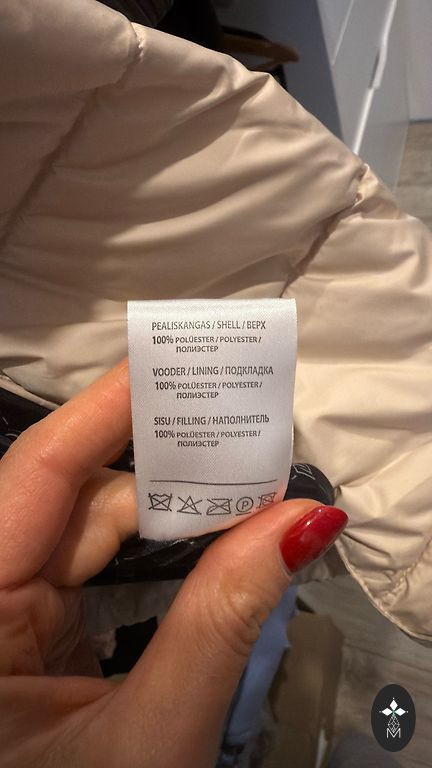 PEALISKANGAS / SHELL / ВЕРХ
100% POLÜESTER / POLYESTER /
ПОЛИЭСТЕР
VOODER / LINING / ПОДКЛАДКА
100% POLÜESTER / POLYESTER /
ПОЛИЭСТЕР
SISU / FILLING / НАПОЛНИТЕЛЬ
100% POLÜESTER / POLYESTER /
ПОЛИЭСТЕР
P
M